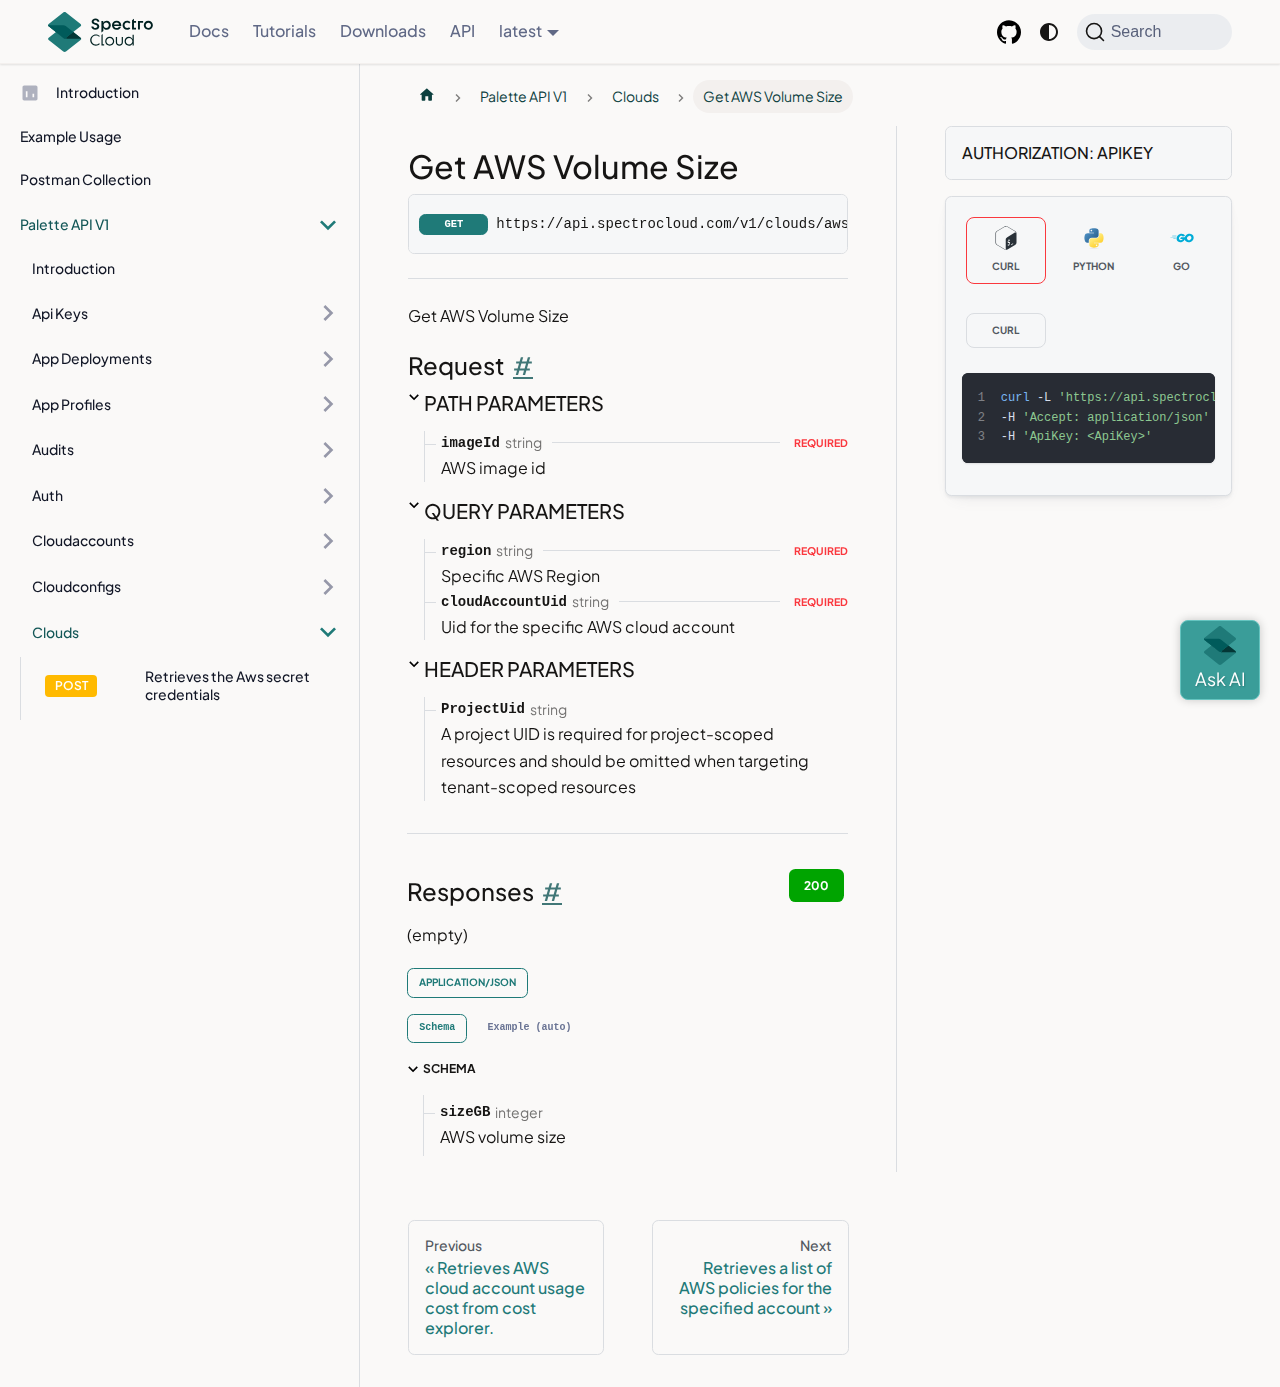 Spectro Cloud
Docs
Tutorials
Downloads
API
latest
Search
Introduction
Example Usage
Postman Collection
Palette API V1
Introduction
Api Keys
App Deployments
App Profiles
Audits
Auth
Cloudaccounts
Cloudconfigs
Clouds
POST
Retrieves the Aws secret
credentials
Palette API V1
Clouds
Get AWS Volume Size
Get AWS Volume Size
GET https://api.spectrocloud.com/v1/clouds/aws
Get AWS Volume Size
Request #
PATH PARAMETERS
imageId string REQUIRED
AWS image id
QUERY PARAMETERS
region string REQUIRED
Specific AWS Region
cloudAccountUid string REQUIRED
Uid for the specific AWS cloud account
HEADER PARAMETERS
ProjectUid string
A project UID is required for project-scoped
resources and should be omitted when targeting
tenant-scoped resources
Responses #
200
(empty)
APPLICATION/JSON
Schema
Example (auto)
SCHEMA
sizeGB integer
AWS volume size
Previous
« Retrieves AWS
cloud account usage
cost from cost
explorer.
Next
Retrieves a list of
AWS policies for the
specified account »
AUTHORIZATION: APIKEY
CURL
PYTHON
GO
CURL
1 curl -L 'https://api.spectrocl
2 -H 'Accept: application/json'
3 -H 'ApiKey: <ApiKey>'
Ask AI